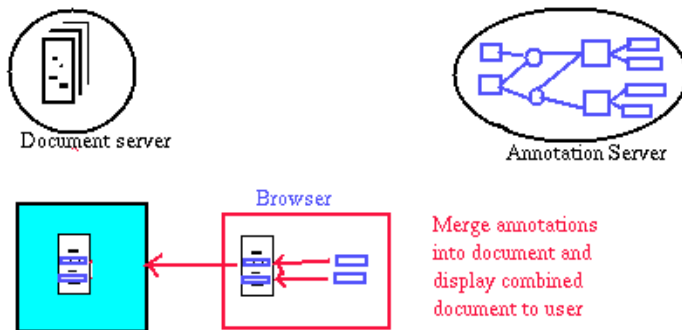 Document server
Annotation Server
Browser
Merge annotations
into document and
display combined
document to user